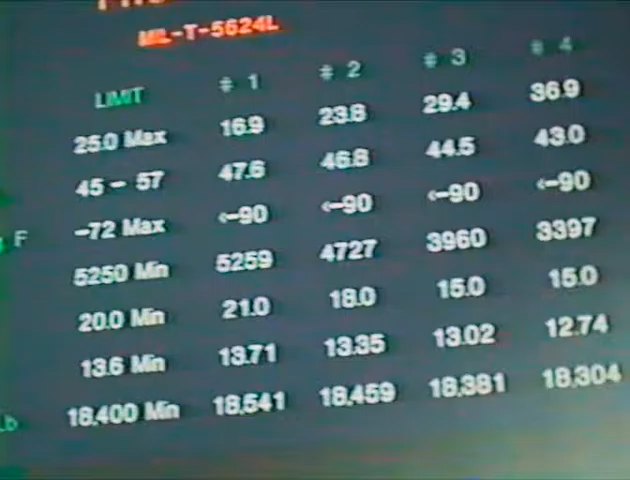 MIL-T-5624L
LIMIT # 1 # 2 # 3 # 4
25.0 Max 16.9 23.8 29.4 36.9
45 - 57 47.6 46.8 44.5 43.0
F -72 Max <-90 <-90 <-90 <-90
5250 Min 5259 4727 3960 3397
20.0 Min 21.0 18.0 15.0 15.0
13.6 Min 13.71 13.35 13.02 12.74
Lb 18,400 Min 18,541 18,459 18,381 18,304